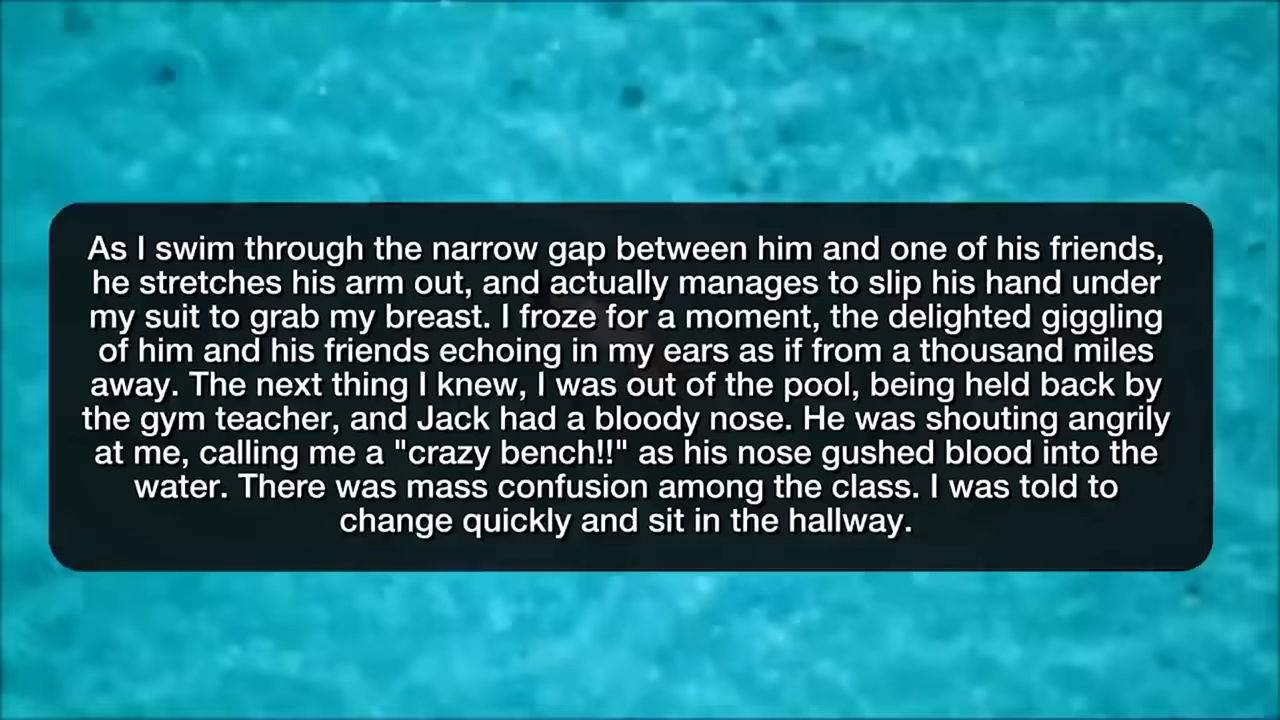 As I swim through the narrow gap between him and one of his friends,
he stretches his arm out, and actually manages to slip his hand under
my suit to grab my breast. I froze for a moment, the delighted giggling
of him and his friends echoing in my ears as if from a thousand miles
away. The next thing I knew, I was out of the pool, being held back by
the gym teacher, and Jack had a bloody nose. He was shouting angrily
at me, calling me a "crazy bench!!" as his nose gushed blood into the
water. There was mass confusion among the class. I was told to
change quickly and sit in the hallway.